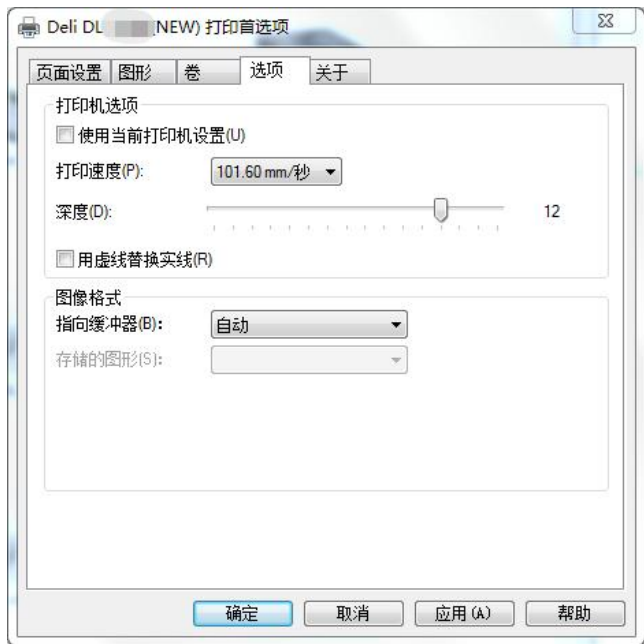 Deli DL (NEW) 打印首选项
页面设置 图形 卷 选项 关于
打印机选项
使用当前打印机设置(U)
打印速度(P): 101.60 mm/秒
深度(D): 12
用虚线替换实线(R)
图像格式
指向缓冲器(B): 自动
存储的图形(S):
确定 取消 应用(A) 帮助